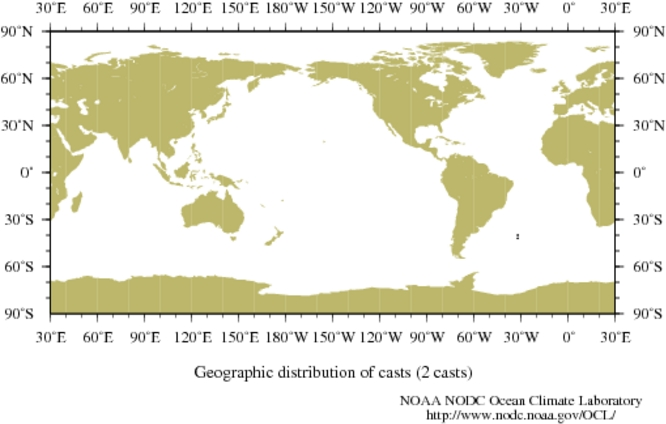 30°E 60°E 90°E 120°E 150°E 180°W 150°W 120°W 90°W 60°W 30°W 0° 30°E
90°N 90°N
60°N 60°N
30°N 30°N
0° 0°
30°S 30°S
60°S 60°S
90°S 90°S
30°E 60°E 90°E 120°E 150°E 180°W 150°W 120°W 90°W 60°W 30°W 0° 30°E
Geographic distribution of casts (2 casts)
NOAA NODC Ocean Climate Laboratory
http://www.nodc.noaa.gov/OCL/